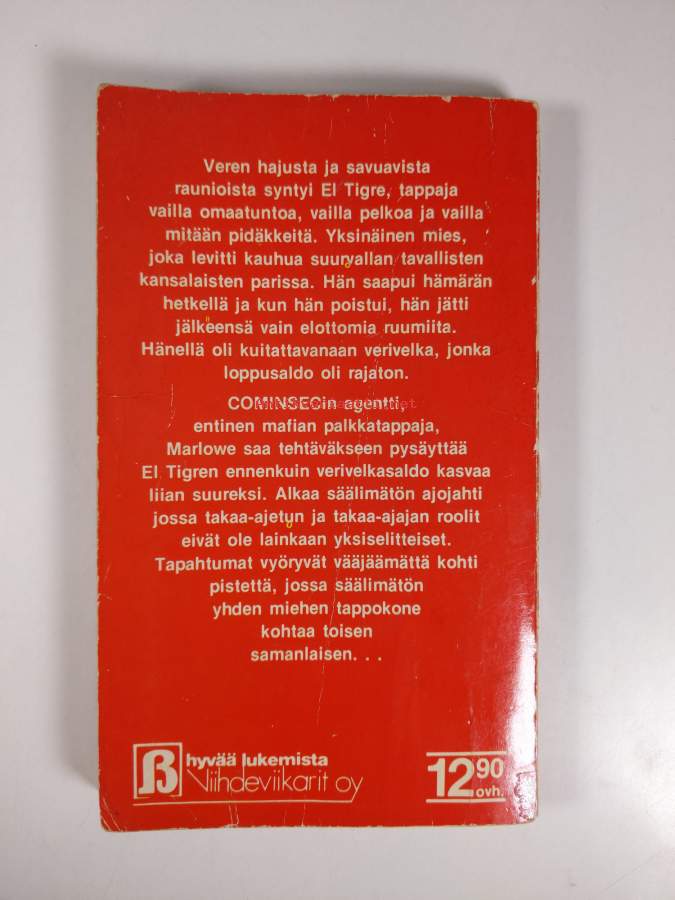 Veren hajusta ja savuavista
raunioista syntyi El Tigre, tappaja
vailla omaatuntoa, vailla pelkoa ja vailla
mitään pidäkkeitä. Yksinäinen mies,
joka levitti kauhua suurvallan tavallisten
kansalaisten parissa. Hän saapui hämärän
hetkellä ja kun hän poistui, hän jätti
jälkeensä vain elottomia ruumiita.
Hänellä oli kuitattavanaan verivelka, jonka
loppusaldo oli rajaton.
COMINSECin agentti,
entinen mafian palkkatappaja,
Marlowe saa tehtäväkseen pysäyttää
El Tigren ennenkuin verivelkasaldo kasvaa
liian suureksi. Alkaa säälimätön ajojahti
jossa takaa-ajetun ja takaa-ajajan roolit
eivät ole lainkaan yksiselitteiset.
Tapahtumat vyöryvät vääjäämättä kohti
pistettä, jossa säälimätön
yhden miehen tappokone
kohtaa toisen
samanlaisen. . .
hyvää lukemista
Viihdeviikarit oy
12 90
ovh.